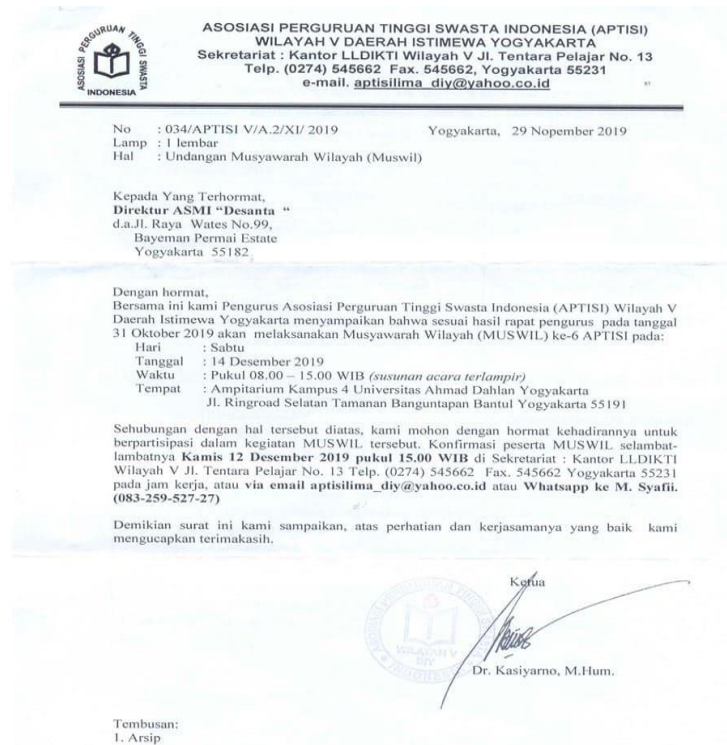 ASOSIASI PERGURUAN TINGGI SWASTA
INDONESIA
ASOSIASI PERGURUAN TINGGI SWASTA INDONESIA (APTISI)
WILAYAH V DAERAH ISTIMEWA YOGYAKARTA
Sekretariat : Kantor LLDIKTI Wilayah V Jl. Tentara Pelajar No. 13
Telp. (0274) 545662 Fax. 545662, Yogyakarta 55231
e-mail. aptisilima_diy@yahoo.co.id
No : 034/APTISI V/A.2/XI/ 2019 Yogyakarta, 29 Nopember 2019
Lamp : 1 lembar
Hal : Undangan Musyawarah Wilayah (Muswil)
Kepada Yang Terhormat,
Direktur ASMI “Desanta “
d.a.Jl. Raya Wates No.99,
Bayeman Permai Estate
Yogyakarta 55182
Dengan hormat,
Bersama ini kami Pengurus Asosiasi Perguruan Tinggi Swasta Indonesia (APTISI) Wilayah V
Daerah Istimewa Yogyakarta menyampaikan bahwa sesuai hasil rapat pengurus pada tanggal
31 Oktober 2019 akan melaksanakan Musyawarah Wilayah (MUSWIL) ke-6 APTISI pada:
Hari : Sabtu
Tanggal : 14 Desember 2019
Waktu : Pukul 08.00 – 15.00 WIB (susunan acara terlampir)
Tempat : Ampitarium Kampus 4 Universitas Ahmad Dahlan Yogyakarta
Jl. Ringroad Selatan Tamanan Banguntapan Bantul Yogyakarta 55191
Sehubungan dengan hal tersebut diatas, kami mohon dengan hormat kehadirannya untuk
berpartisipasi dalam kegiatan MUSWIL tersebut. Konfirmasi peserta MUSWIL selambat-
lambatnya Kamis 12 Desember 2019 pukul 15.00 WIB di Sekretariat : Kantor LLDIKTI
Wilayah V Jl. Tentara Pelajar No. 13 Telp. (0274) 545662 Fax. 545662 Yogyakarta 55231
pada jam kerja, atau via email aptisilima_diy@yahoo.co.id atau Whatsapp ke M. Syafii.
(083-259-527-27)
Demikian surat ini kami sampaikan, atas perhatian dan kerjasamanya yang baik kami
mengucapkan terimakasih.
Ketua
WILAYAH V
DIY
INDONESIA
Dr. Kasiyarno, M.Hum.
Tembusan:
1. Arsip